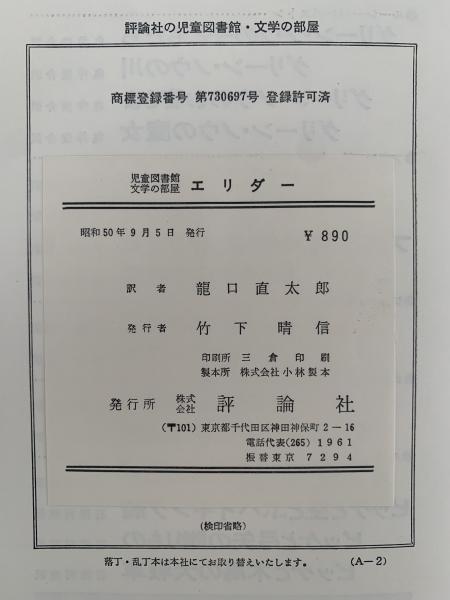 評論社の児童図書館・文学の部屋
商標登録番号 第730697号 登録許可済
児童図書館
文学の部屋 エリダー
昭和50年9月5日 発行
¥890
訳者 龍口直太郎
発行者 竹下晴信
印刷所 三倉印刷
製本所 株式会社小林製本
発行所 株式会社 評論社
(〒101) 東京都千代田区神田神保町2−16
電話代表(265)1961
振替東京 7294
(検印省略)
落丁・乱丁本は本社にてお取り替えいたします。 (A−2)